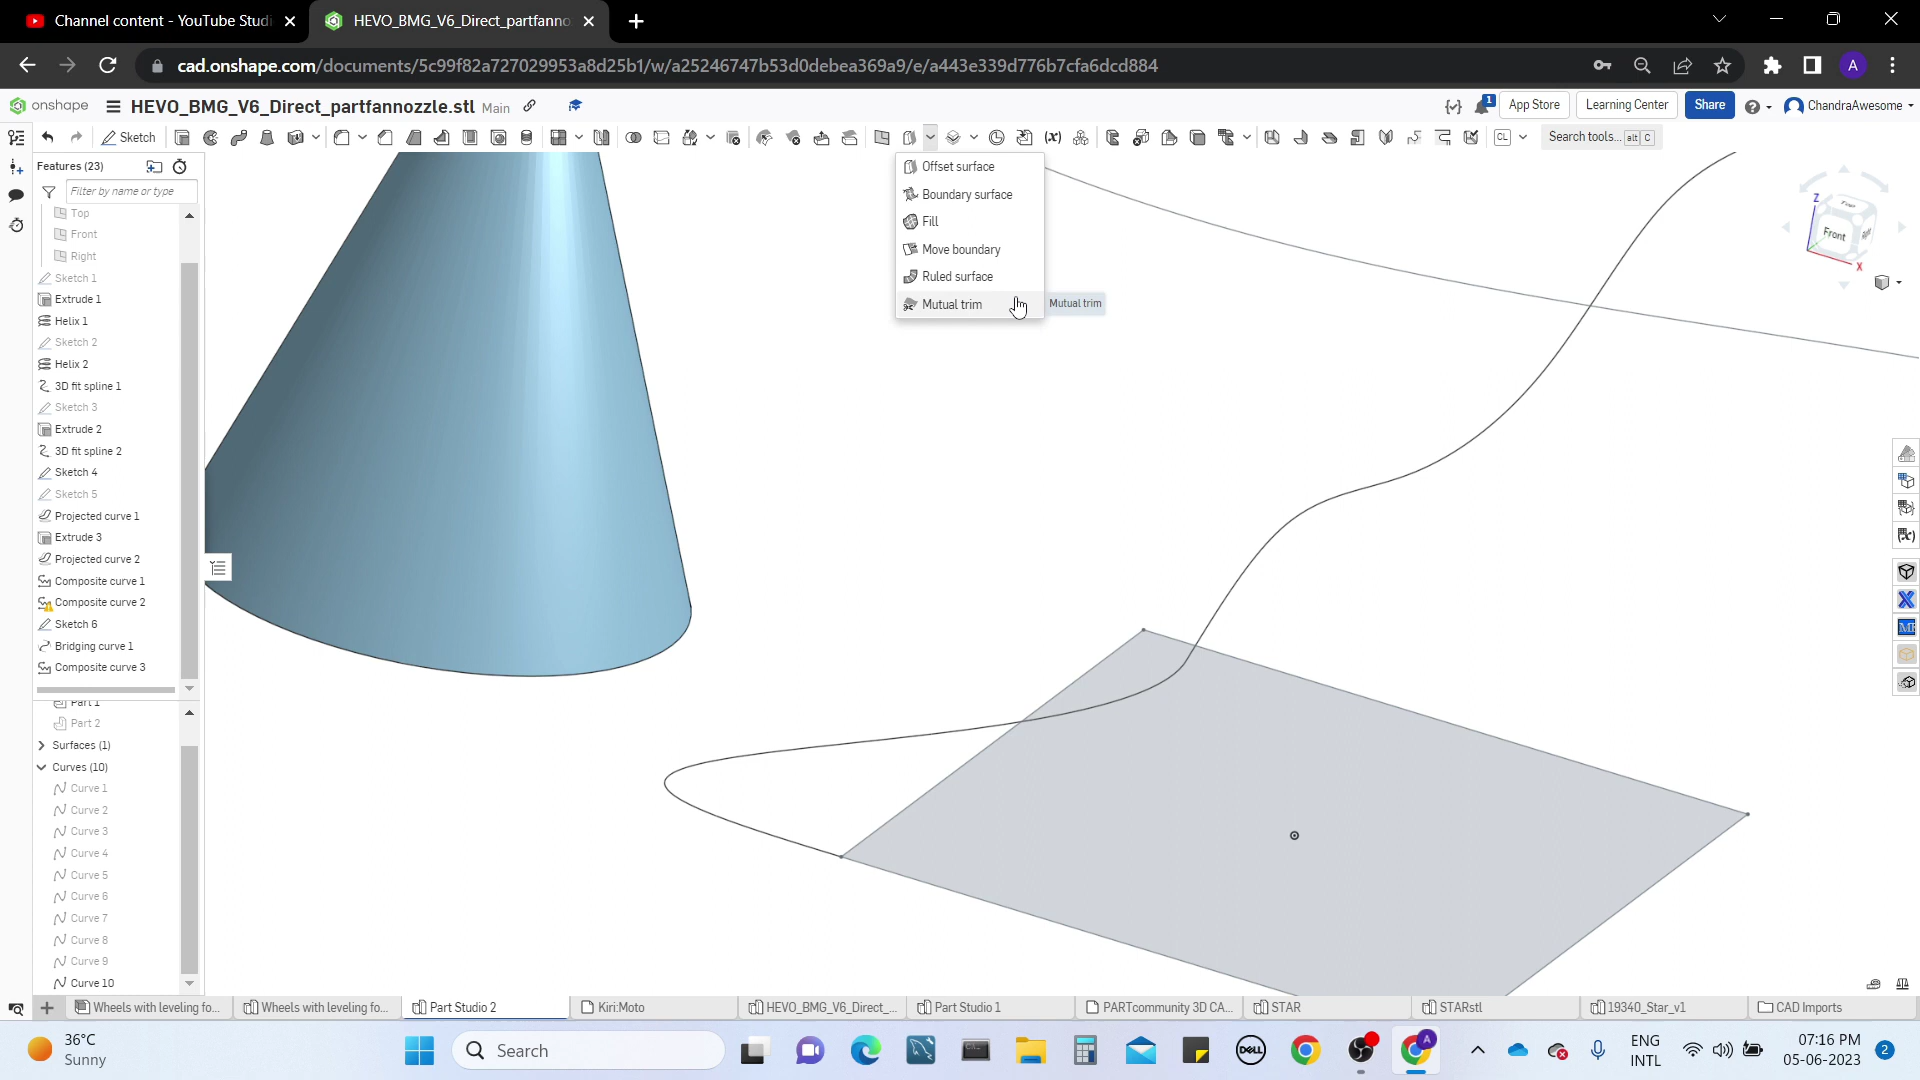 Channel content - YouTube Studi
HEVO_BMG_V6_Direct_partfanno
cad.onshape.com/documents/5c99f82a727029953a8d25b1/w/a25246747b53d0debea369a9/e/a443e339d776b7cfa6dcd884
A
onshape
HEVO_BMG_V6_Direct_partfannozzle.stl Main
1
App Store
Learning Center
Share
ChandraAwesome
Sketch
CL
Search tools... alt C
Features (23)
Filter by name or type
Top
Front
Right
Sketch 1
Extrude 1
Helix 1
Sketch 2
Helix 2
3D fit spline 1
Sketch 3
Extrude 2
3D fit spline 2
Sketch 4
Sketch 5
Projected curve 1
Extrude 3
Projected curve 2
Composite curve 1
Composite curve 2
Sketch 6
Bridging curve 1
Composite curve 3
Part 1
Part 2
Surfaces (1)
Curves (10)
Curve 1
Curve 2
Curve 3
Curve 4
Curve 5
Curve 6
Curve 7
Curve 8
Curve 9
Curve 10
Offset surface
Boundary surface
Fill
Move boundary
Ruled surface
Mutual trim
Mutual trim
Z
Front
X
Wheels with leveling fo...
Wheels with leveling fo...
Part Studio 2
Kiri:Moto
HEVO_BMG_V6_Direct_...
Part Studio 1
PARTcommunity 3D CA...
STAR
STARstl
19340_Star_v1
CAD Imports
36°C
Sunny
Search
DELL
A
ENG
INTL
07:16 PM
05-06-2023
2